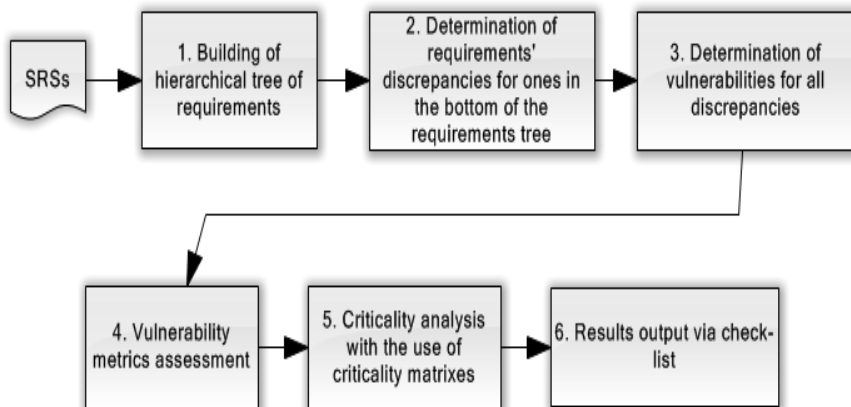 SRSs
1. Building of
hierarchical tree of
requirements
2. Determination of
requirements'
discrepancies for ones in
the bottom of the
requirements tree
3. Determination of
vulnerabilities for all
discrepancies
4. Vulnerability
metrics assessment
5. Criticality analysis
with the use of
criticality matrixes
6. Results output via check-
list